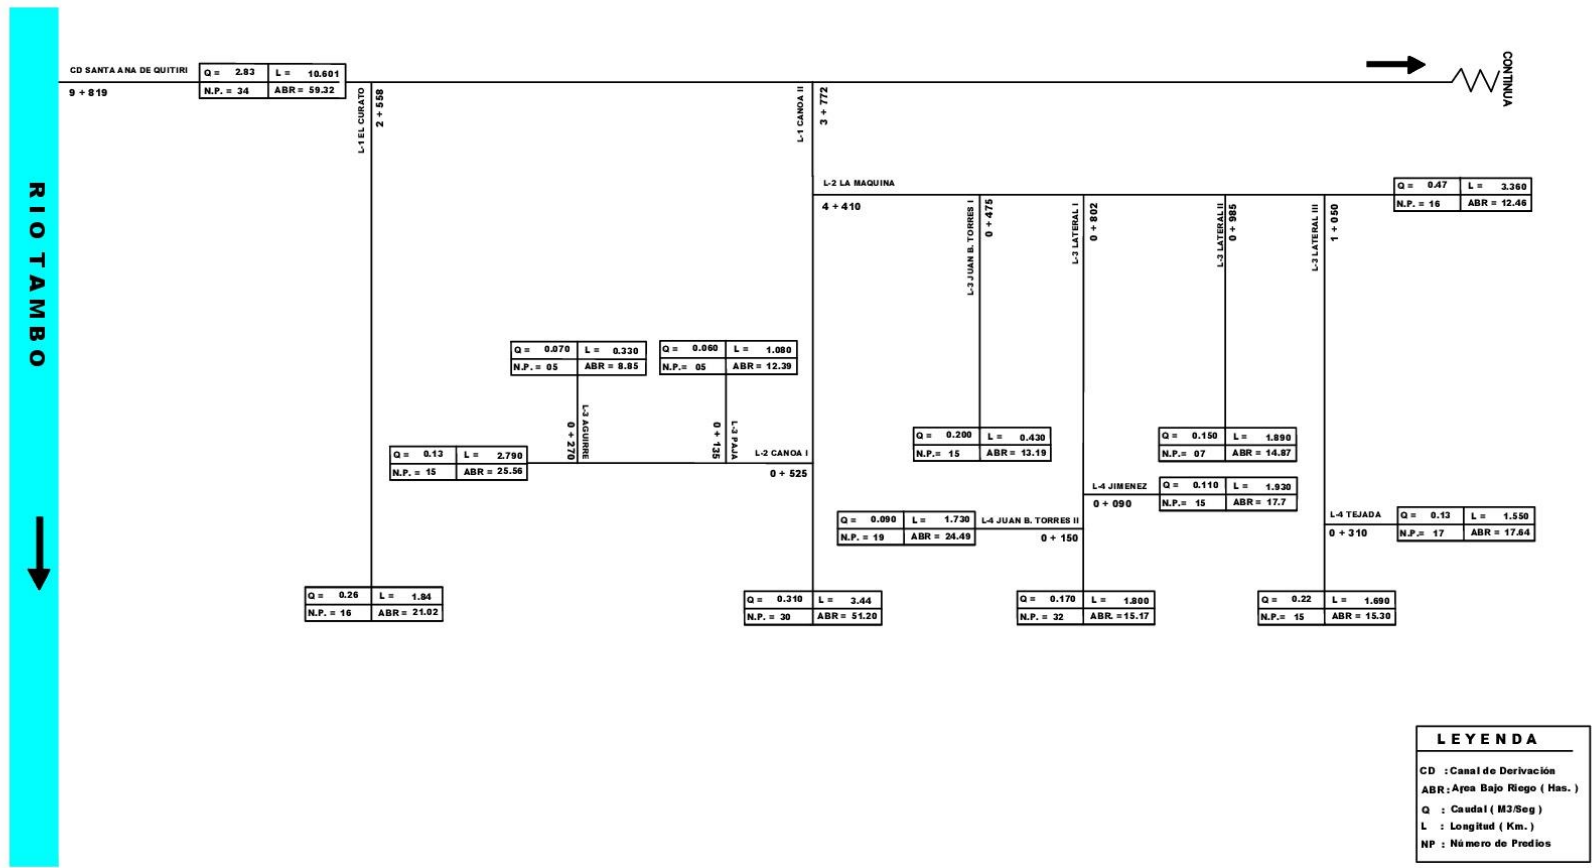 RIO TAMBO
CD SANTA ANA DE QUITIRI
9 + 819
Q = 2.83 L = 10.601
N.P. = 34 ABR = 59.32
CONTINUA
L-1 EL CURATO
2 + 558
L-1 CANOA II
3 + 772
L-2 LA MAQUINA
4 + 410
Q = 0.47 L = 3.360
N.P. = 16 ABR = 12.46
L-3 JUAN B. TORRES I
0 + 475
L-3 LATERAL I
0 + 802
L-3 LATERAL II
0 + 985
L-3 LATERAL III
1 + 050
Q = 0.070 L = 0.330
N.P. = 05 ABR = 8.85
Q = 0.060 L = 1.080
N.P. = 05 ABR = 12.39
L-3 AGUIRRE
0 + 270
L-3 PAJA
0 + 135
Q = 0.13 L = 2.790
N.P. = 15 ABR = 25.56
L-2 CANOA I
0 + 525
Q = 0.200 L = 0.430
N.P. = 15 ABR = 13.19
Q = 0.150 L = 1.890
N.P. = 07 ABR = 14.87
L-4 JIMENEZ
0 + 090
Q = 0.110 L = 1.930
N.P. = 15 ABR = 17.7
Q = 0.090 L = 1.730
N.P. = 19 ABR = 24.49
L-4 JUAN B. TORRES II
0 + 150
L-4 TEJADA
0 + 310
Q = 0.13 L = 1.550
N.P.= 17 ABR = 17.64
Q = 0.26 L = 1.84
N.P. = 16 ABR = 21.02
Q = 0.310 L = 3.44
N.P. = 30 ABR = 51.20
Q = 0.170 L = 1.800
N.P. = 32 ABR. = 15.17
Q = 0.22 L = 1.690
N.P.= 15 ABR = 15.30
LEYENDA
CD : Canal de Derivación
ABR : Area Bajo Riego ( Has. )
Q : Caudal ( M3/Seg )
L : Longitud ( Km. )
NP : Número de Predios